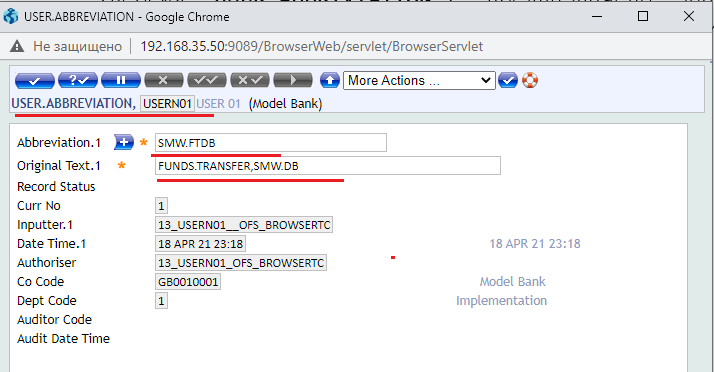 USER.ABBREVIATION - Google Chrome
Не защищено 192.168.35.50:9089/BrowserWeb/servlet/BrowserServlet
More Actions ...
USER.ABBREVIATION, USERN01 USER 01 (Model Bank)
Abbreviation.1 * SMW.FTDB
Original Text.1 * FUNDS.TRANSFER,SMW.DB
Record Status
Curr No 1
Inputter.1 13_USERN01__OFS_BROWSERTC
Date Time.1 18 APR 21 23:18 18 APR 21 23:18
Authoriser 13_USERN01_OFS_BROWSERTC
Co Code GB0010001 Model Bank
Dept Code 1 Implementation
Auditor Code
Audit Date Time